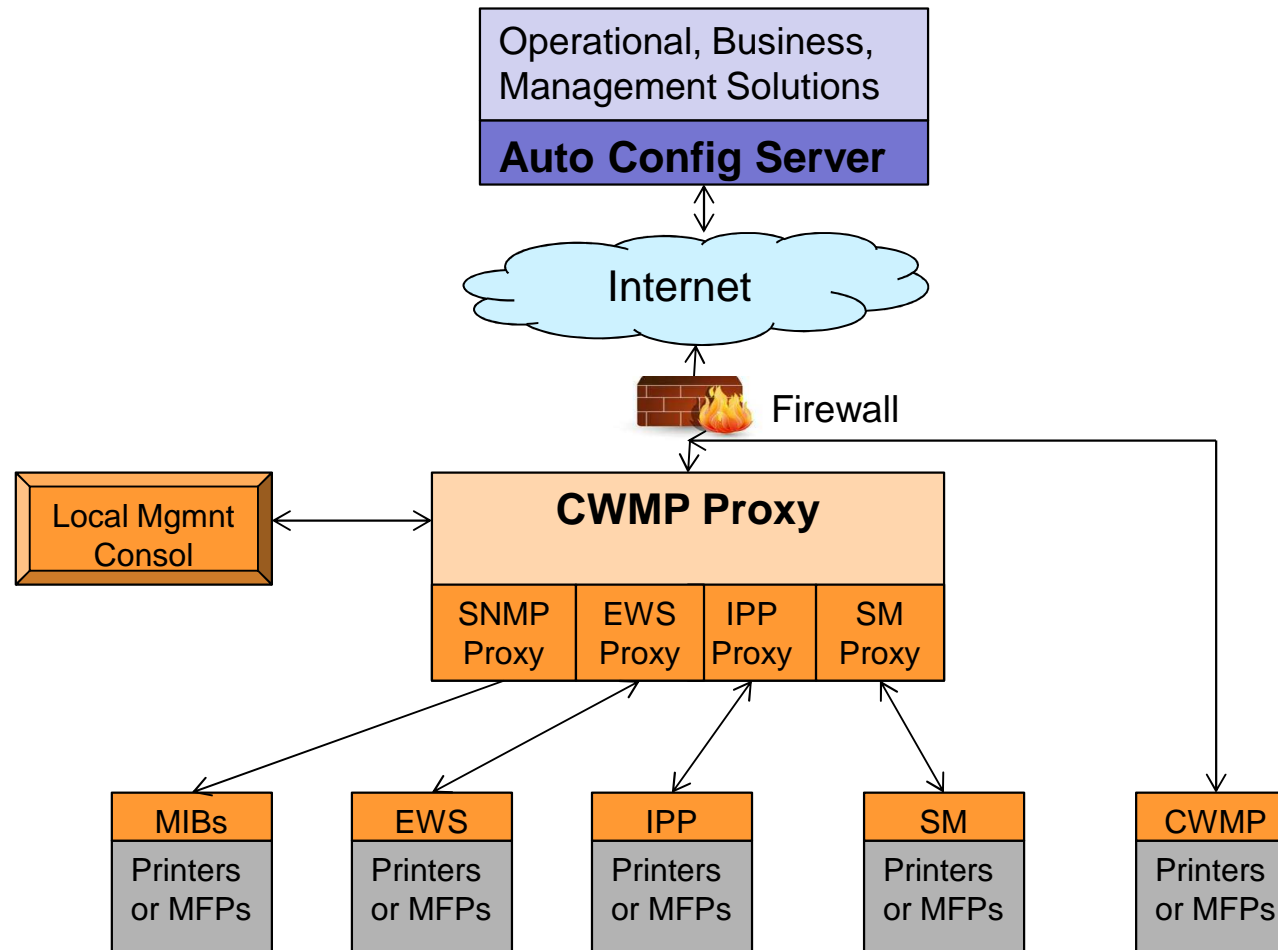 Operational, Business,
Management Solutions
Auto Config Server
Internet
Firewall
CWMP Proxy
Local Mgmnt
Consol
SNMP
Proxy
EWS
Proxy
IPP
Proxy
SM
Proxy
MIBs
Printers
or MFPs
EWS
Printers
or MFPs
IPP
Printers
or MFPs
SM
Printers
or MFPs
CWMP
Printers
or MFPs